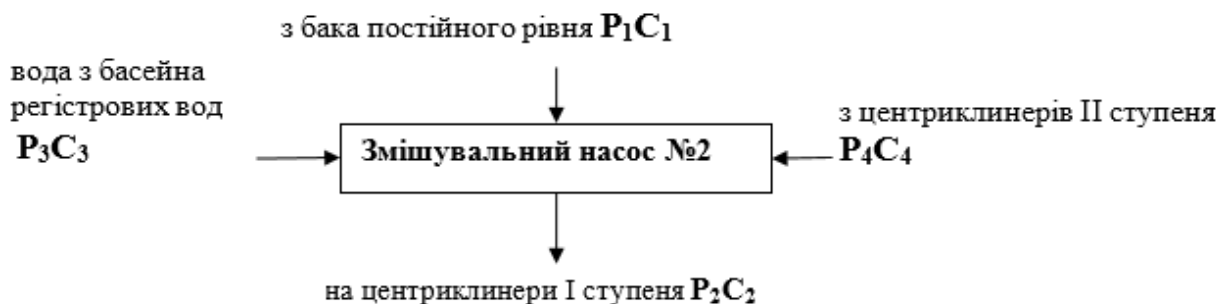 з бака постійного рівня P₁C₁
вода з басейна
регістрових вод
P₃C₃
Змішувальний насос №2
з центриклинерів ІІ ступеня
P₄C₄
на центриклинери І ступеня P₂C₂